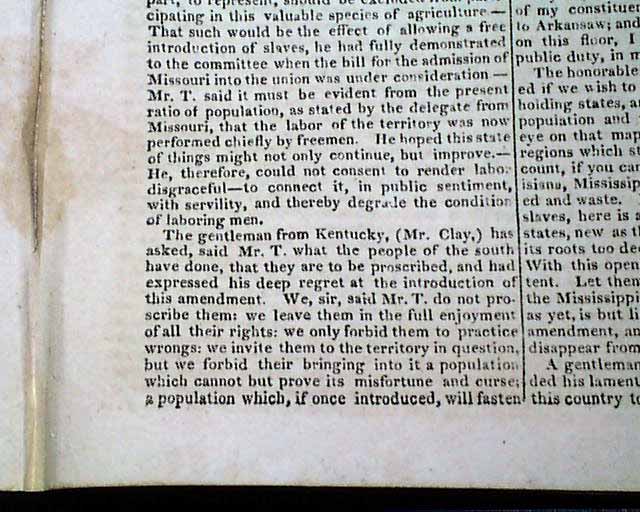 part, to represent, should be excluded from
cipating in this valuable species of agriculture—
That such would be the effect of allowing a free
introduction of slaves, he had fully demonstrated
to the committee when the bill for the admission of
Missouri into the union was under consideration—
Mr. T. said it must be evident from the present
ratio of population, as stated by the delegate from
Missouri, that the labor of the territory was now
performed chiefly by freemen. He hoped this state
of things might not only continue, but improve.—
He, therefore, could not consent to render labor
disgraceful—to connect it, in public sentiment,
with servility, and thereby degrade the condition
of laboring men.
The gentleman from Kentucky, (Mr. Clay,) has
asked, said Mr. T. what the people of the south
have done, that they are to be proscribed, and had
expressed his deep regret at the introduction of
this amendment. We, sir, said Mr. T. do not pro-
scribe them: we leave them in the full enjoyment
of all their rights: we only forbid them to practice
wrongs: we invite them to the territory in question,
but we forbid their bringing into it a population
which cannot but prove its misfortune and curse;
a population which, if once introduced, will fasten
of my constituen
to Arkansaw; and
on this floor, I
public duty, in m
The honorable
ed if we wish to
holding states, a
population and
eye on that map
regions which st
count, if you can
isiana, Mississip
ed and waste.
slaves, here is a
states, new as th
its roots too de
With this open
tent. Let them
the Mississippi
as yet, is but li
amendment, an
disappear from
A gentleman
ded his lament
this country to